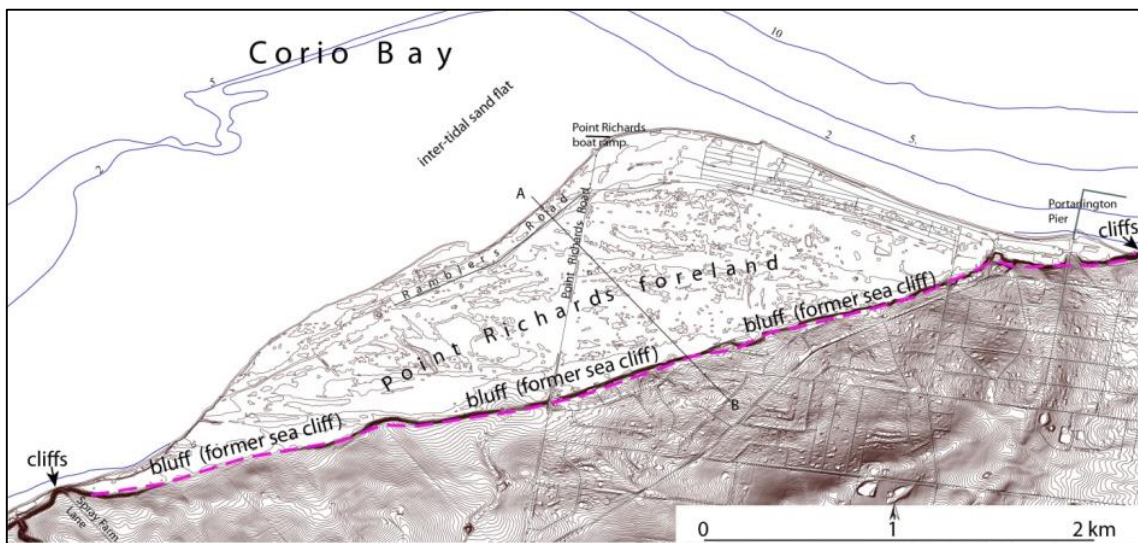 Corio Bay
10
5
5.
2
2
inter-tidal sand flat
Point Richards
boat ramp.
A
Ramblers Road
Point Richards Road
Portarlington
Pier
cliffs
Point Richards foreland
bluff (former sea cliff)
bluff (former sea cliff)
B
bluff (former sea cliff)
cliffs
Spray Farm
Lane
0 1 2 km